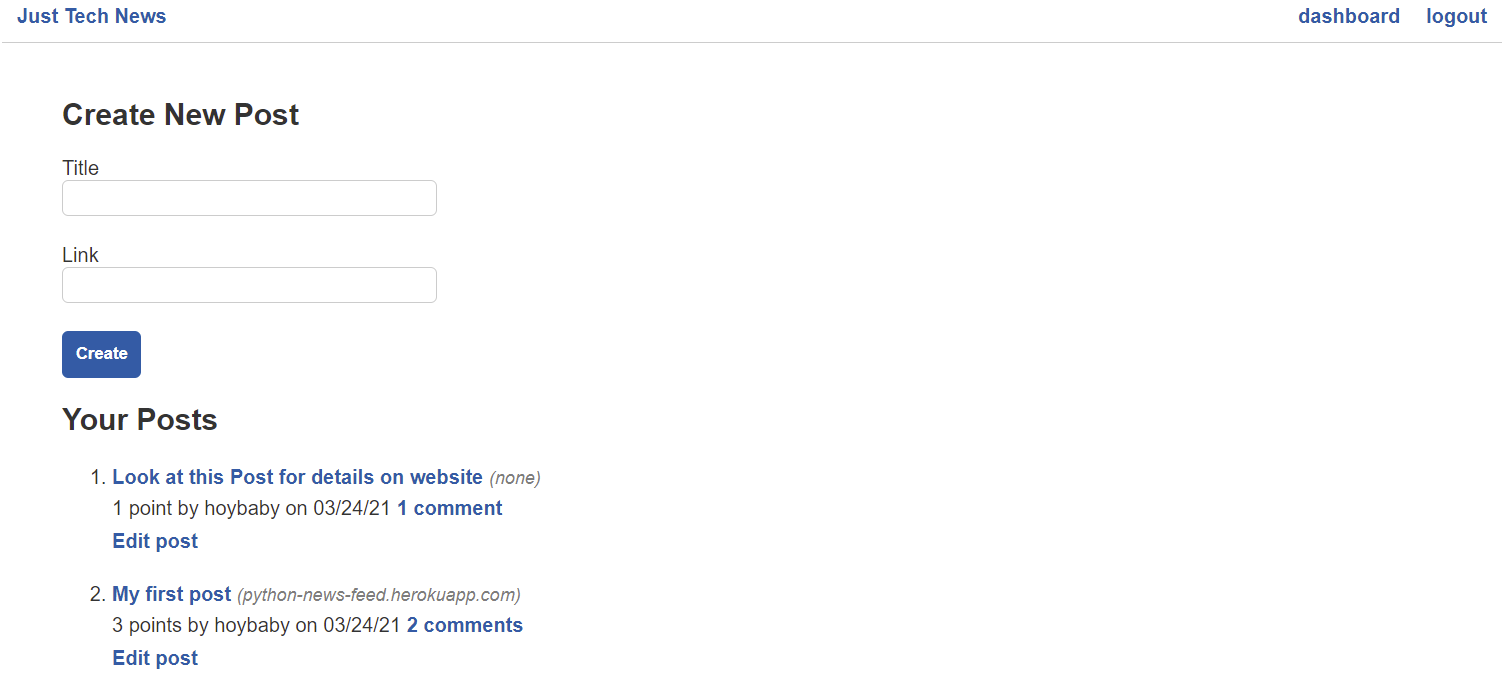 Just Tech News dashboard logout
Create New Post
Title
Link
Create
Your Posts
1. Look at this Post for details on website (none)
1 point by hoybaby on 03/24/21 1 comment
Edit post
2. My first post (python-news-feed.herokuapp.com)
3 points by hoybaby on 03/24/21 2 comments
Edit post